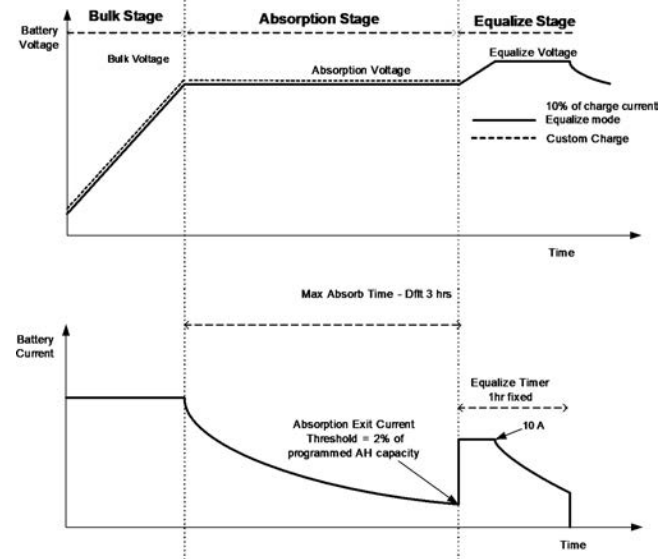 Bulk Stage
Absorption Stage
Equalize Stage
Battery
Voltage
Bulk Voltage
Absorption Voltage
Equalize Voltage
10% of charge current
Equalize mode
Custom Charge
Time
Max Absorb Time - Dflt 3 hrs
Battery
Current
Equalize Timer
1hr fixed
Absorption Exit Current
Threshold = 2% of
programmed AH capacity
10 A
Time